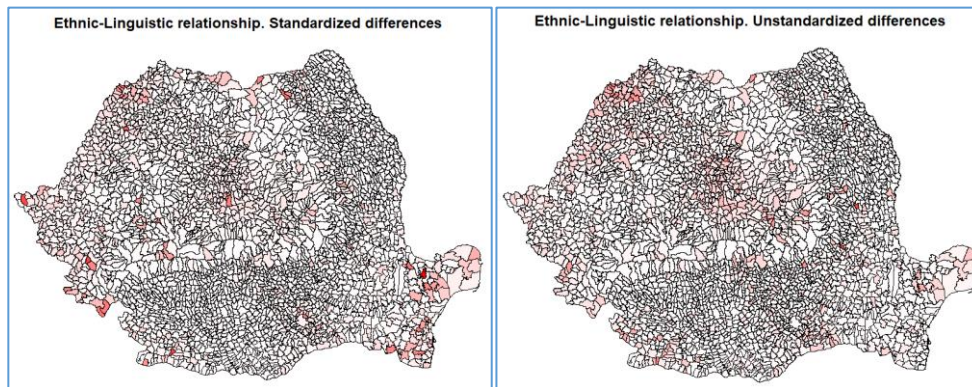 Ethnic-Linguistic relationship. Standardized differences
Ethnic-Linguistic relationship. Unstandardized differences